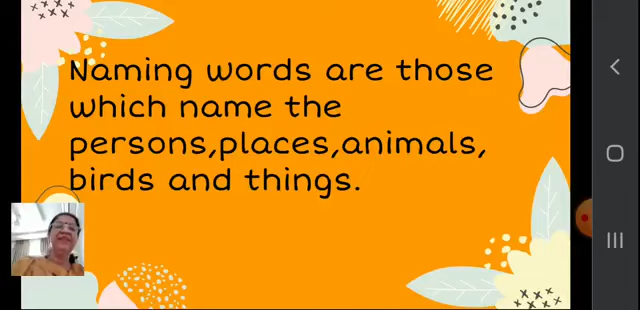 Naming words are those
which name the
persons,places,animals,
birds and things.